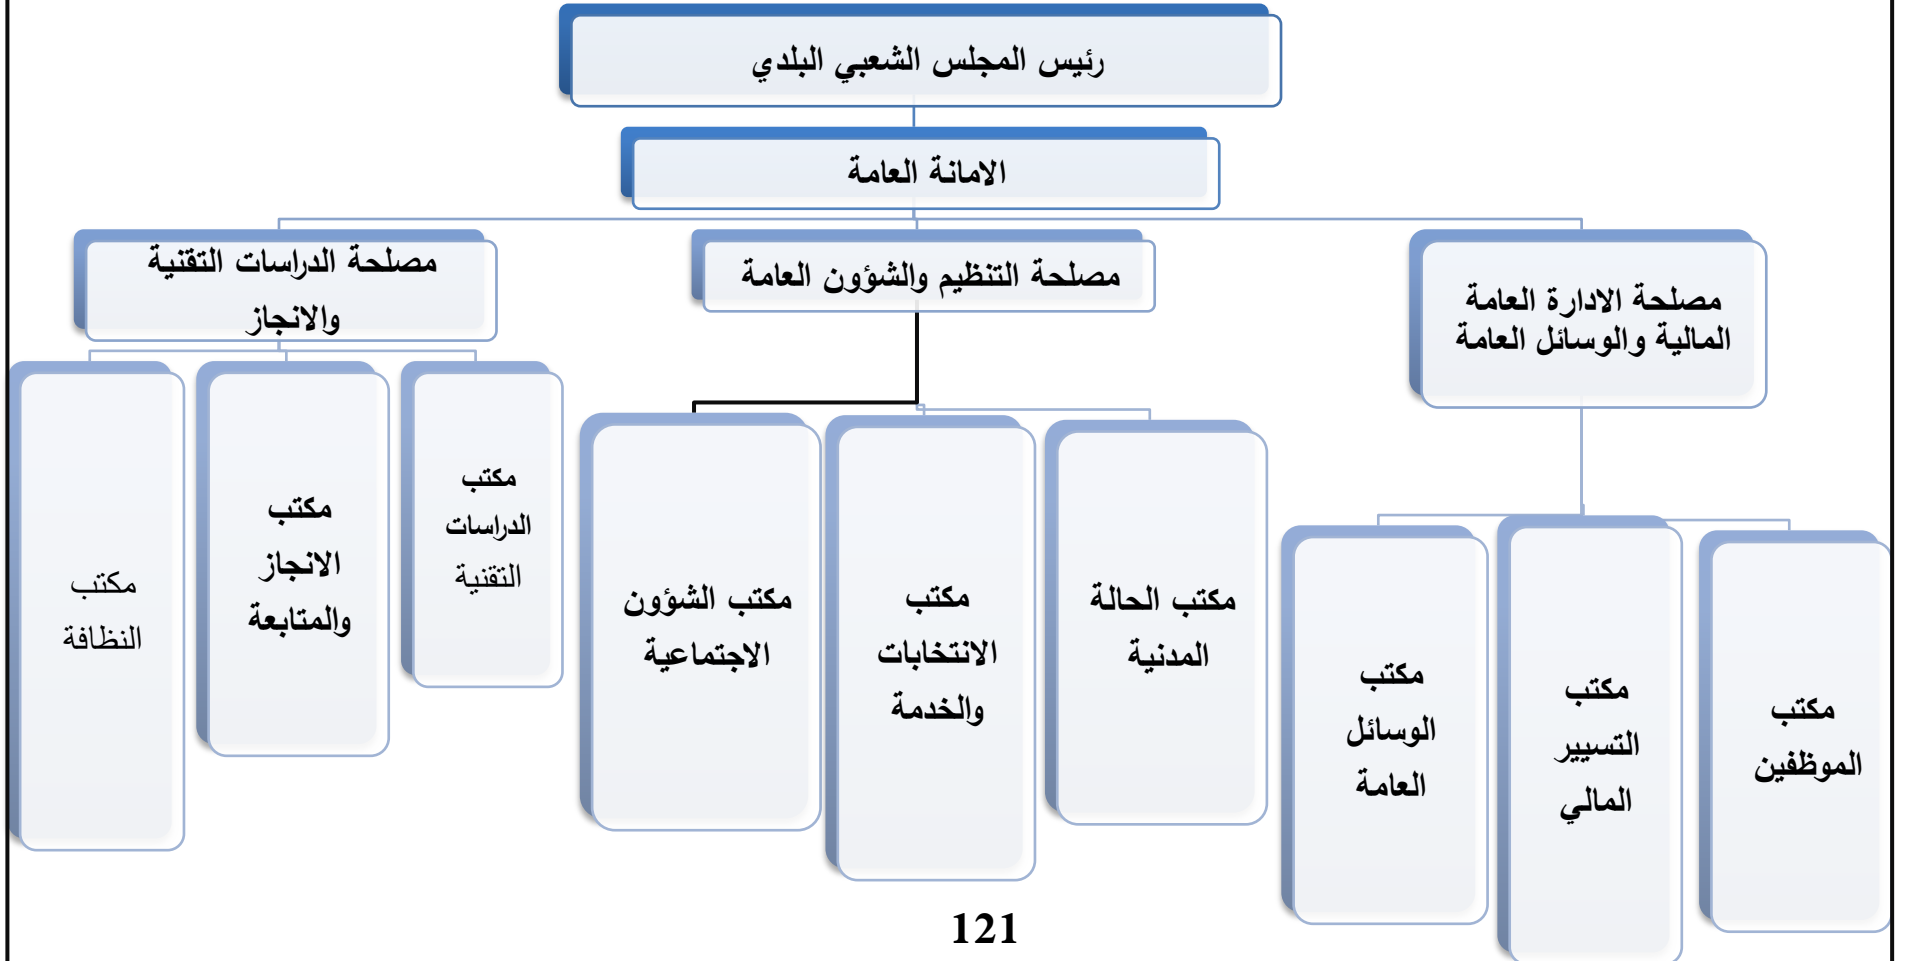 رئيس المجلس الشعبي البلدي
الامانة العامة
مصلحة الادارة العامة
المالية والوسائل العامة
مصلحة التنظيم والشؤون العامة
مصلحة الدراسات التقنية
والانجاز
مكتب
الموظفين
مكتب
التسيير
المالي
مكتب
الوسائل
العامة
مكتب الحالة
المدنية
مكتب
الانتخابات
والخدمة
مكتب الشؤون
الاجتماعية
مكتب
الدراسات
التقنية
مكتب
الانجاز
والمتابعة
مكتب
النظافة
121